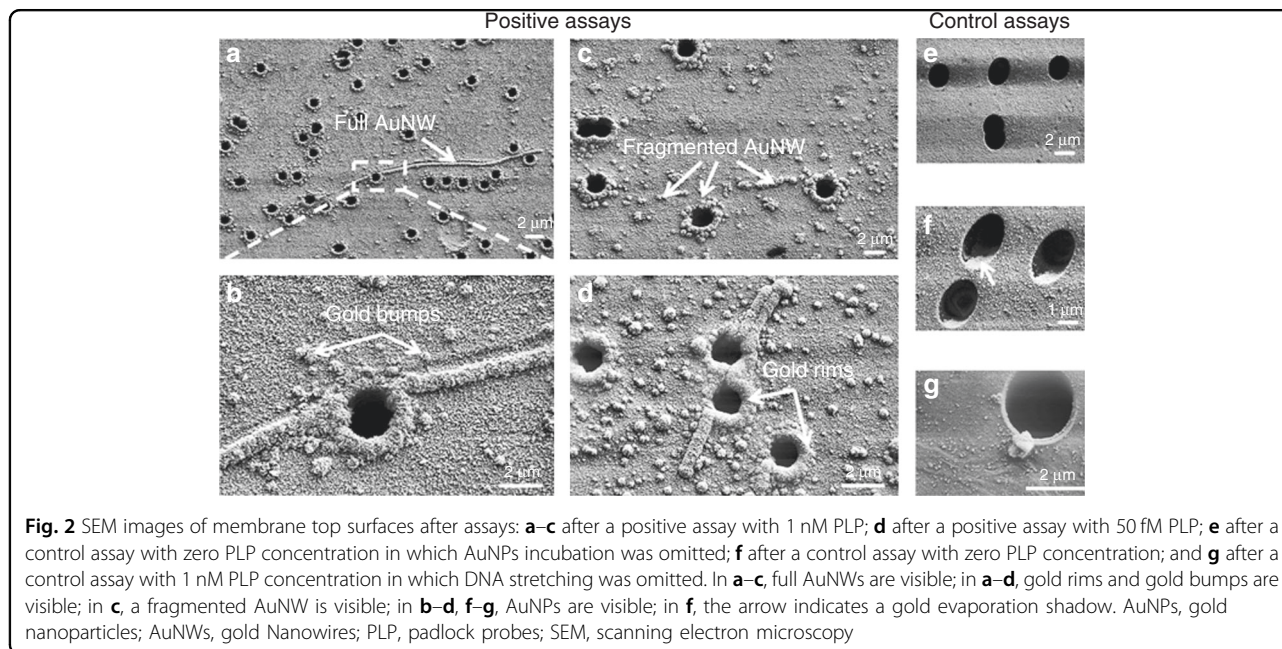 Positive assays
Control assays
a
Full AuNW
2 μm
c
Fragmented AuNW
2 μm
e
2 μm
b
Gold bumps
2 μm
d
Gold rims
2 μm
f
1 μm
g
2 μm
Fig. 2 SEM images of membrane top surfaces after assays: a–c after a positive assay with 1 nM PLP; d after a positive assay with 50 fM PLP; e after a
control assay with zero PLP concentration in which AuNPs incubation was omitted; f after a control assay with zero PLP concentration; and g after a
control assay with 1 nM PLP concentration in which DNA stretching was omitted. In a–c, full AuNWs are visible; in a–d, gold rims and gold bumps are
visible; in c, a fragmented AuNW is visible; in b–d, f–g, AuNPs are visible; in f, the arrow indicates a gold evaporation shadow. AuNPs, gold
nanoparticles; AuNWs, gold Nanowires; PLP, padlock probes; SEM, scanning electron microscopy